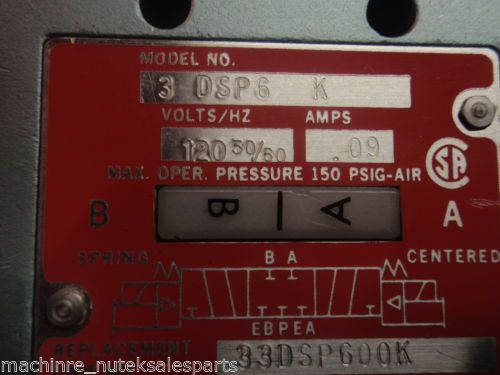 MODEL NO.
3 DSP6 K
VOLTS/HZ AMPS
120 50/60 .09
MAX. OPER. PRESSURE 150 PSIG-AIR
B B A A
SPRING B A CENTERED
EBPEA
REPLACEMENT 33DSP600K
machinre_nuteksalesparts